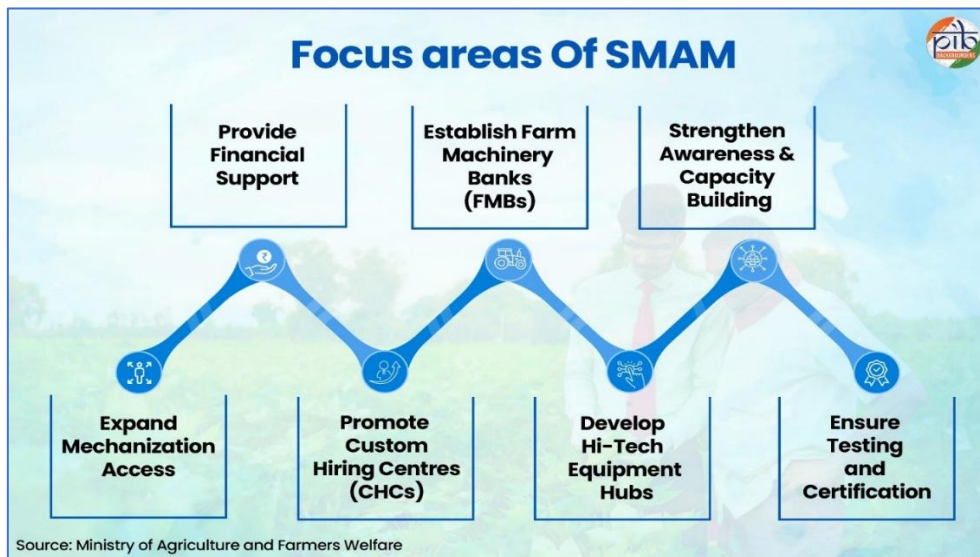 Focus areas Of SMAM
pib
BACKGROUNDERS
Provide
Financial
Support
Establish Farm
Machinery
Banks
(FMBs)
Strengthen
Awareness &
Capacity
Building
₹
Expand
Mechanization
Access
Promote
Custom
Hiring Centres
(CHCs)
Develop
Hi-Tech
Equipment
Hubs
Ensure
Testing
and
Certification
Source: Ministry of Agriculture and Farmers Welfare